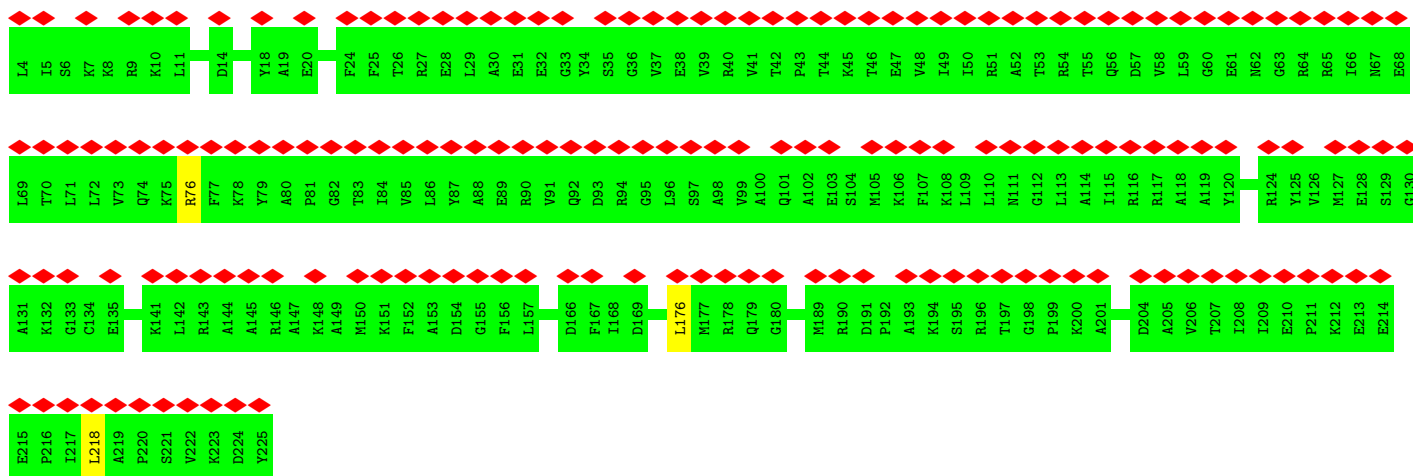 L4 I5 S6 K7 K8 R9 K10 L11 D14 Y18 A19 E20 F24 F25 T26 R27 E28 L29 A30 E31 E32 G33 Y34 S35 G36 V37 E38 V39 R40 V41 T42 P43 T44 K45 T46 E47 V48 I49 I50 R51 A52 T53 R54 T55 Q56 D57 V58 L59 G60 E61 N62 G63 R64 R65 I66 N67 E68
L69 T70 L71 L72 V73 Q74 K75 R76 F77 K78 Y79 A80 P81 G82 T83 I84 V85 L86 Y87 A88 E89 R90 V91 Q92 D93 R94 G95 L96 S97 A98 V99 A100 Q101 A102 E103 S104 M105 K106 F107 K108 L109 L110 N111 G112 L113 A114 I115 R116 R117 A118 A119 Y120 R124 Y125 V126 M127 E128 S129 G130
A131 K132 G133 C134 E135 K141 L142 R143 A144 A145 R146 A147 K148 A149 M150 K151 F152 A153 D154 G155 F156 L157 D166 F167 I168 D169 L176 M177 R178 Q179 G180 M189 R190 D191 P192 A193 K194 S195 R196 T197 G198 P199 K200 A201 D204 A205 V206 T207 I208 I209 E210 P211 K212 E213 E214
E215 P216 I217 L218 A219 P220 S221 V222 K223 D224 Y225